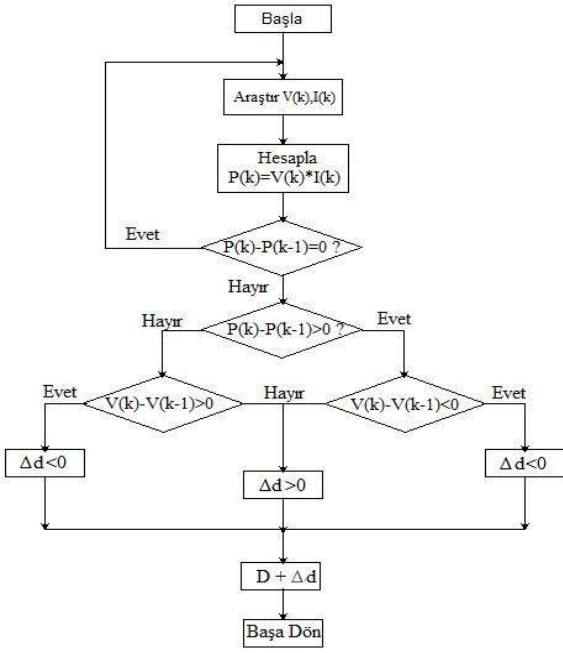 Başla
Araştır V(k),I(k)
Hesapla
P(k)=V(k)*I(k)
Evet
P(k)-P(k-1)=0 ?
Hayır
Hayır
P(k)-P(k-1)>0 ?
Evet
Evet
V(k)-V(k-1)>0
Hayır
V(k)-V(k-1)<0
Evet
Δd<0
Δd>0
Δd<0
D + Δd
Başa Dön